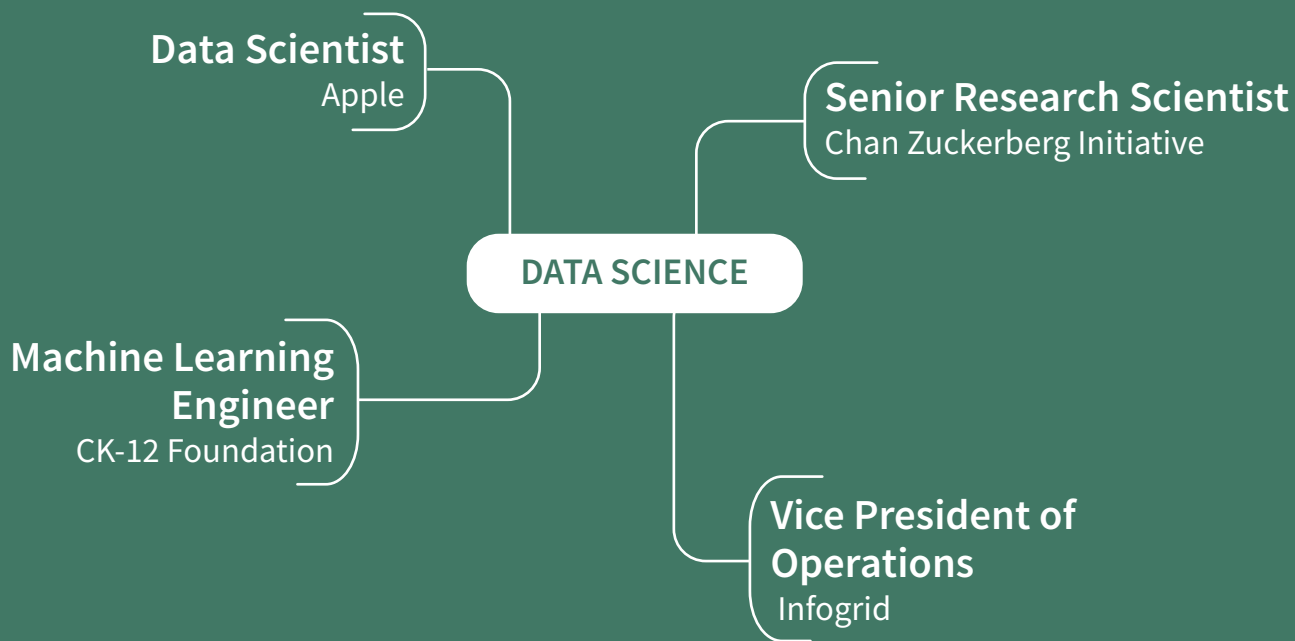 Data Scientist
Apple
Senior Research Scientist
Chan Zuckerberg Initiative
DATA SCIENCE
Machine Learning
Engineer
CK-12 Foundation
Vice President of
Operations
Infogrid